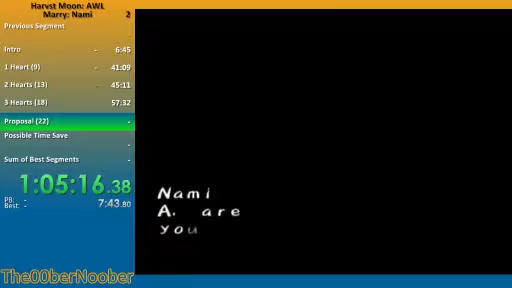 Harvst Moon: AWL
Marry: Nami 2
Previous Segment
-
Intro - 6:45
1 Heart (9) - 41:09
2 Hearts (13) - 45:11
3 Hearts (18) 57:32
Proposal (22) -
Possible Time Save
-
Sum of Best Segments -
1:05:16.38
PB: -
Best: - 7:43.80
The00berNoober
Nami
A. are
you